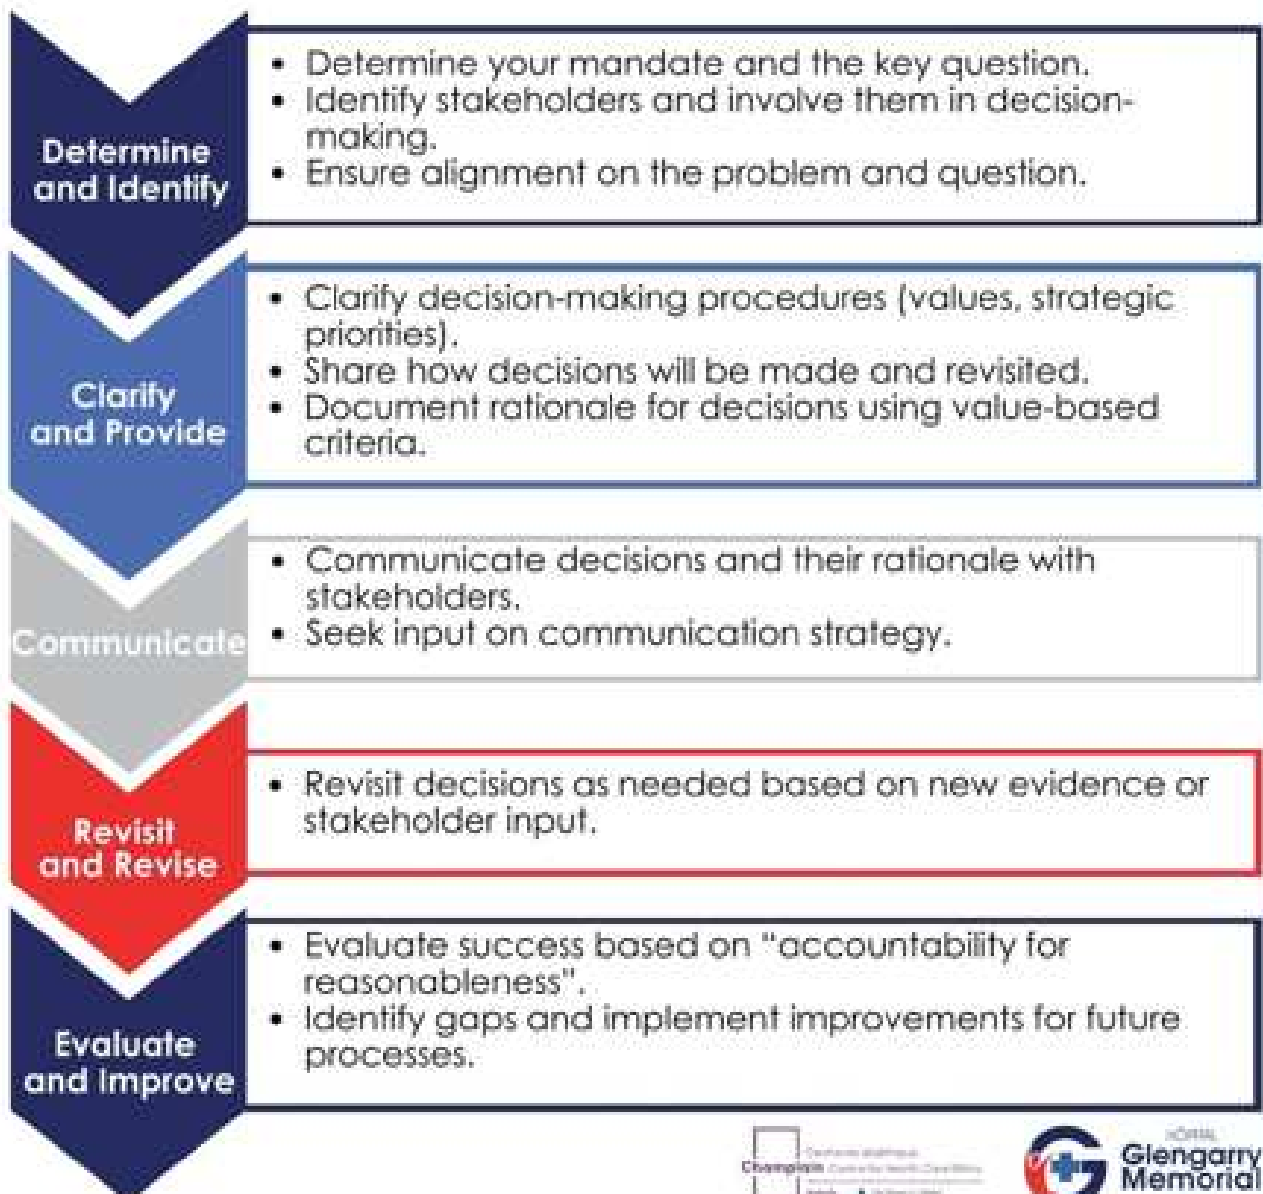 Determine
and Identify
• Determine your mandate and the key question.
• Identify stakeholders and involve them in decision-
making.
• Ensure alignment on the problem and question.
Clarify
and Provide
• Clarify decision-making procedures (values, strategic
priorities).
• Share how decisions will be made and revisited.
• Document rationale for decisions using value-based
criteria.
Communicate
• Communicate decisions and their rationale with
stakeholders.
• Seek input on communication strategy.
Revisit
and Revise
• Revisit decisions as needed based on new evidence or
stakeholder input.
Evaluate
and Improve
• Evaluate success based on "accountability for
reasonableness".
• Identify gaps and implement improvements for future
processes.
Champlain
HÔPITAL
Glengarry
Memorial